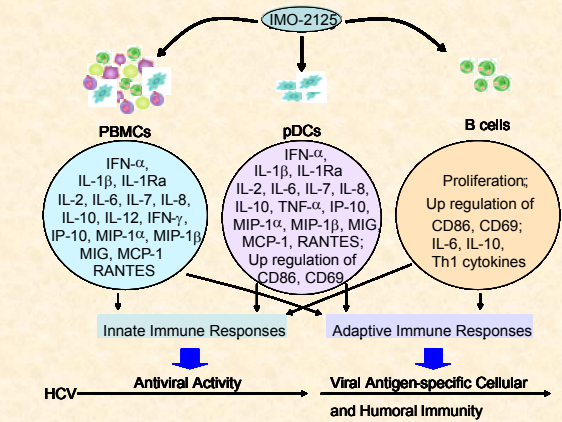 IMO-2125
PBMCs
pDCs
B cells
IFN-α,
IL-1β, IL-1Ra
IL-2, IL-6, IL-7, IL-8,
IL-10, IL-12, IFN-γ,
IP-10, MIP-1α, MIP-1β
MIG, MCP-1
RANTES
IFN-α,
IL-1β, IL-1Ra
IL-2, IL-6, IL-7, IL-8,
IL-10, TNF-α, IP-10,
MIP-1α, MIP-1β, MIG
MCP-1, RANTES;
Up regulation of
CD86, CD69
Proliferation;
Up regulation of
CD86, CD69;
IL-6, IL-10,
Th1 cytokines
Innate Immune Responses
Adaptive Immune Responses
HCV
Antiviral Activity
Viral Antigen-specific Cellular
and Humoral Immunity